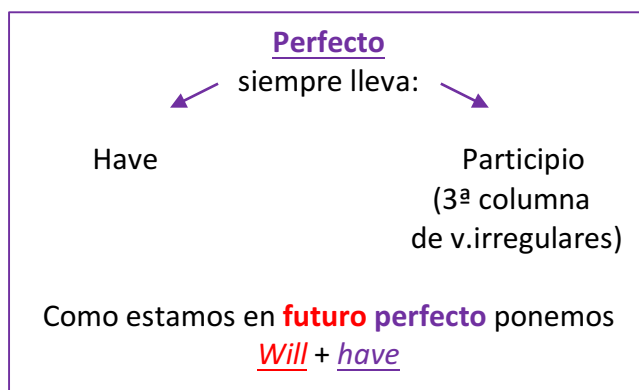 Perfecto
siempre lleva:
Have
Participio
(3ª columna
de v.irregulares)
Como estamos en futuro perfecto ponemos
Will + have